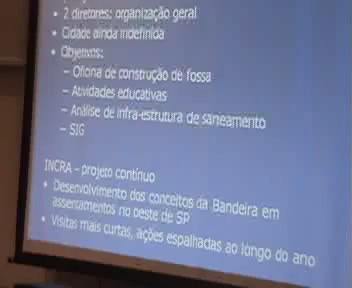 • 2 diretores: organização geral
• Cidade ainda indefinida
• Objetivos:
– Oficina de construção de fossa
– Atividades educativas
– Análise de infra-estrutura de saneamento
– SIG
INCRA – projeto contínuo
• Desenvolvimento dos conceitos da Bandeira em
assentamentos no oeste de SP
• Visitas mais curtas, ações espalhadas ao longo do ano